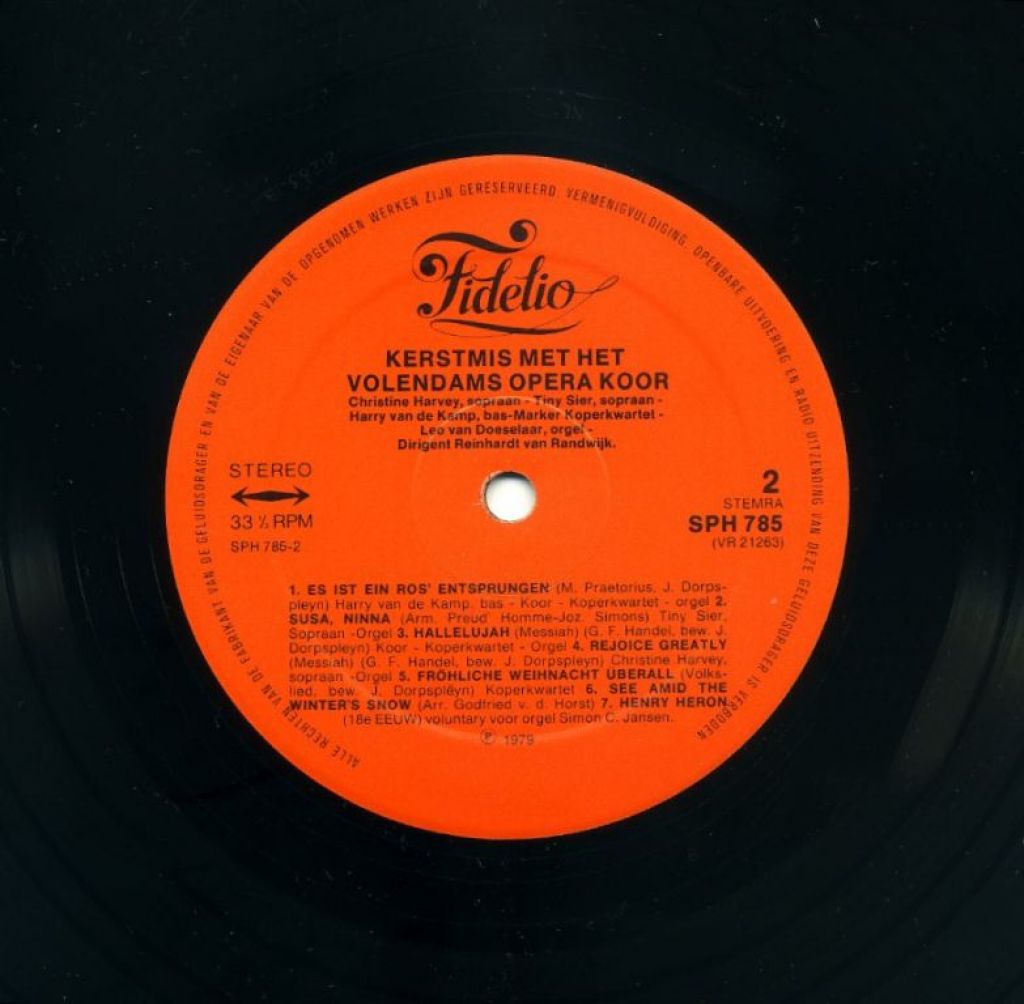 ALLE RECHTEN VAN DE FABRIKANT VAN DE GELUIDSDRAGER EN VAN DE EIGENAAR VAN DE OPGENOMEN WERKEN ZIJN GERESERVEERD. VERMENIGVULDIGING, OPENBARE UITVOERING EN RADIO UITZENDING VAN DEZE GELUIDSDRAGER IS VERBODEN
Fidelio
KERSTMIS MET HET
VOLENDAMS OPERA KOOR
Christine Harvey, sopraan - Tiny Sier, sopraan -
Harry van de Kamp, bas-Marker Koperkwartet -
Leo van Doeselaar, orgel -
Dirigent Reinhardt van Randwijk.
STEREO
33 ⅓ RPM
SPH 785-2
2
STEMRA
SPH 785
(VR 21263)
1. ES IST EIN ROS' ENTSPRUNGEN (M. Praetorius, J. Dorps-
pleyn) Harry van de Kamp, bas - Koor - Koperkwartet - orgel 2.
SUSA, NINNA (Arm. Preud' Homme-Joz. Simons) Tiny Sier,
Sopraan -Orgel 3. HALLELUJAH (Messiah) (G. F. Handel, bew. J.
Dorpspleyn) Koor - Koperkwartet - Orgel 4. REJOICE GREATLY
(Messiah) (G. F. Handel, bew. J. Dorpspleyn) Christine Harvey,
sopraan -Orgel 5. FRÖHLICHE WEIHNACHT ÜBERALL (Volks-
lied, bew. J. Dorpspleyn) Koperkwartet 6. SEE AMID THE
WINTER'S SNOW (Arr. Godfried v. d. Horst) 7. HENRY HERON
(18e EEUW) voluntary voor orgel Simon C. Jansen.
℗ 1979